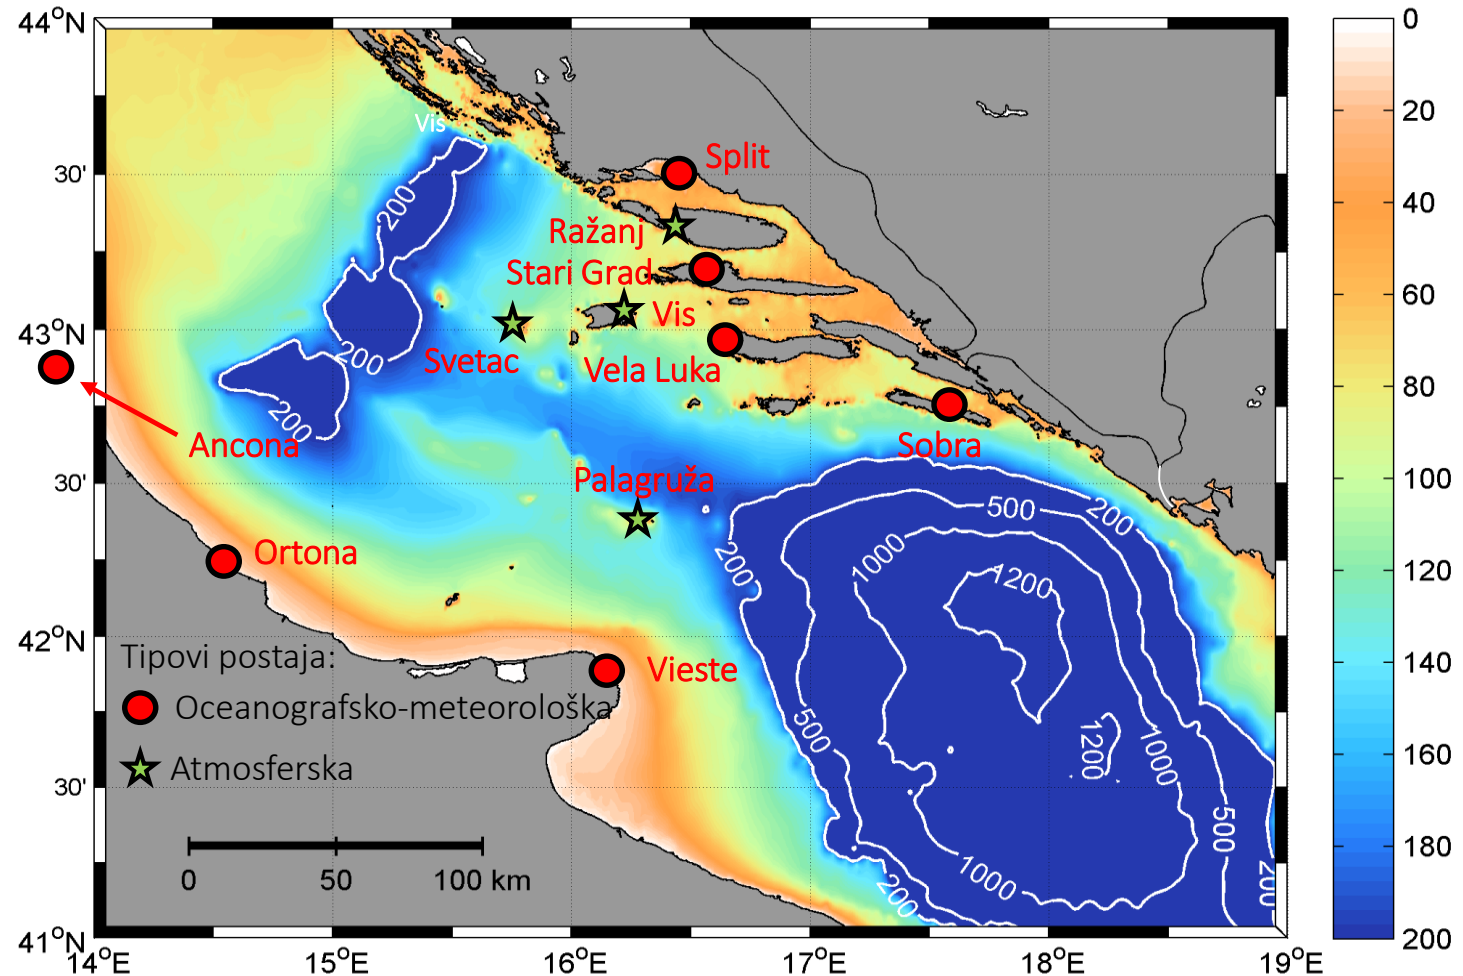 44°N
0
Vis
20
Split
30'
200
40
Ražanj
Stari Grad
60
Vis
43°N
200
Svetac
Vela Luka
80
200
Ancona
Sobra
Palagruža
100
30'
500
200
Ortona
200
1000
120
1200
42°N
Tipovi postaja:
140
Vieste
Oceanografsko-meteorološka
500
1200
1000
160
Atmosferska
30'
500
180
0 50 100 km
1000
200
200
41°N
200
14°E 15°E 16°E 17°E 18°E 19°E